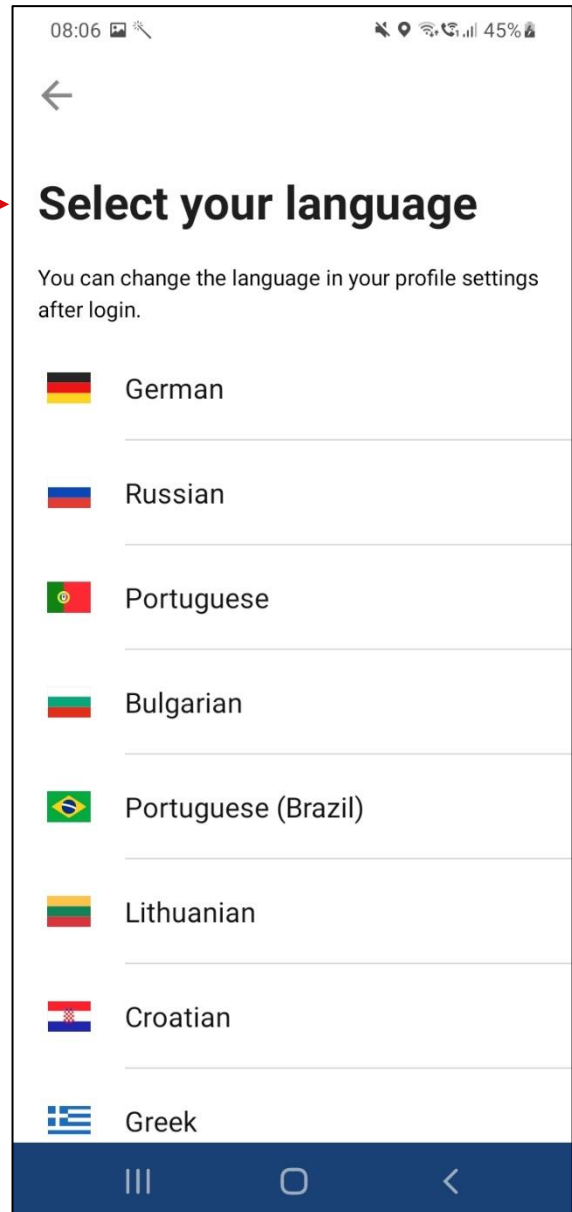 08:06 45%
Select your language
You can change the language in your profile settings
after login.
German
Russian
Portuguese
Bulgarian
Portuguese (Brazil)
Lithuanian
Croatian
Greek